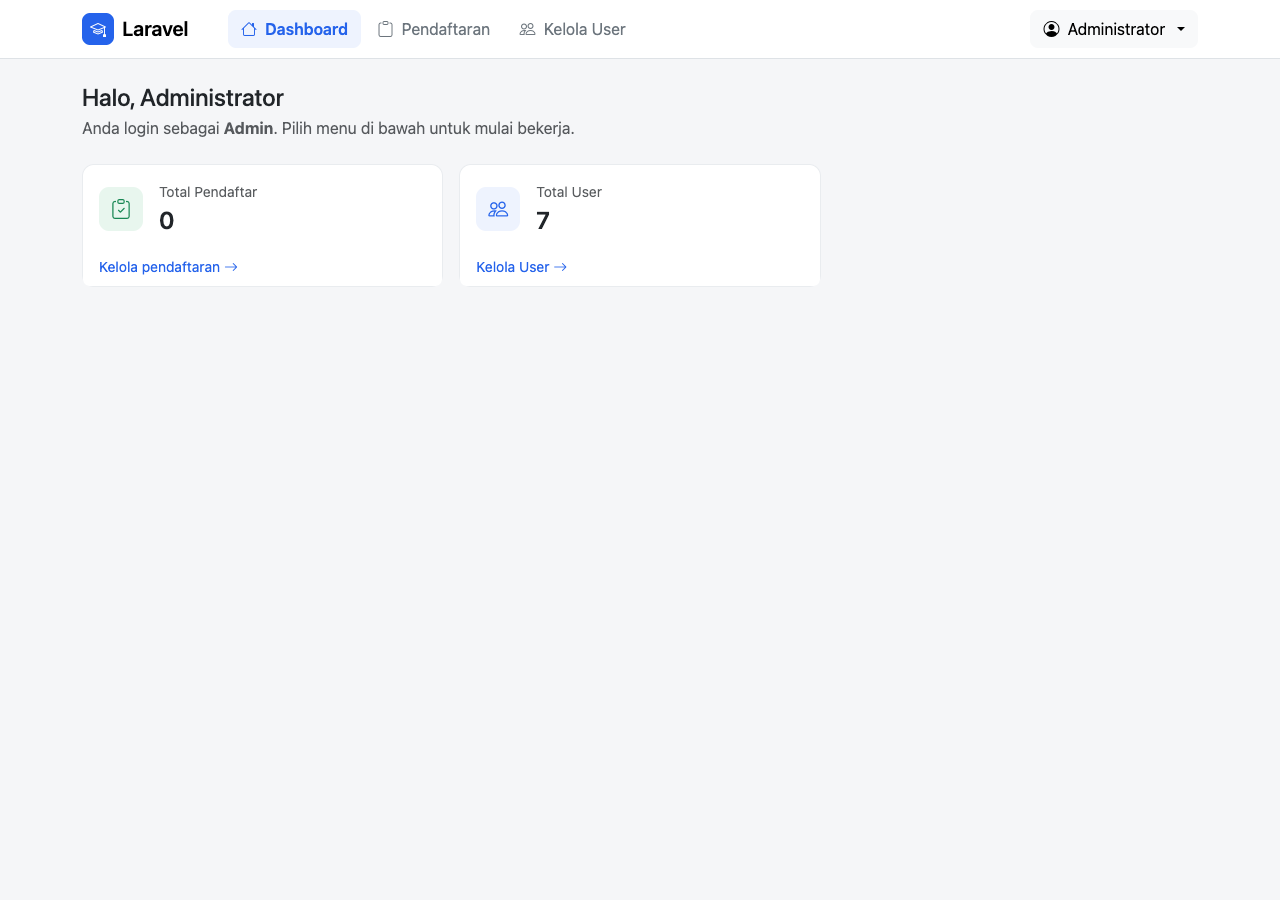 Laravel Dashboard Pendaftaran Kelola User Administrator
Halo, Administrator
Anda login sebagai Admin. Pilih menu di bawah untuk mulai bekerja.
Total Pendaftar
0
Kelola pendaftaran →
Total User
7
Kelola User →